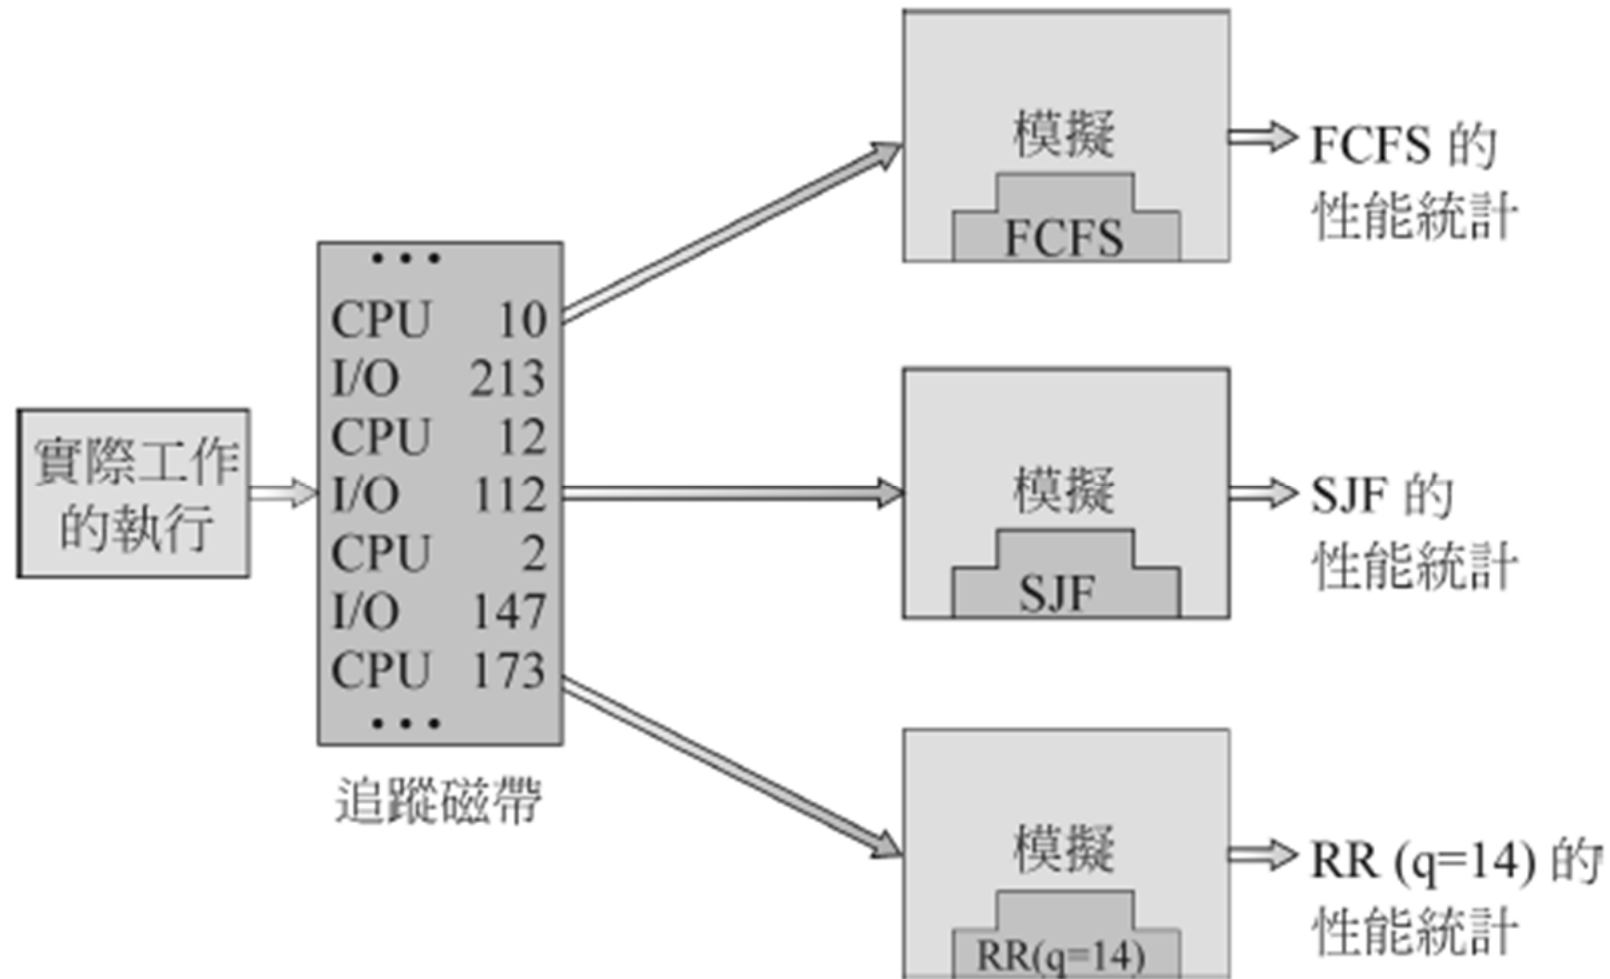 實際工作
的執行
...
CPU 10
I/O 213
CPU 12
I/O 112
CPU 2
I/O 147
CPU 173
...
追蹤磁帶
模擬
FCFS
FCFS 的
性能統計
模擬
SJF
SJF 的
性能統計
模擬
RR(q=14)
RR (q=14) 的
性能統計